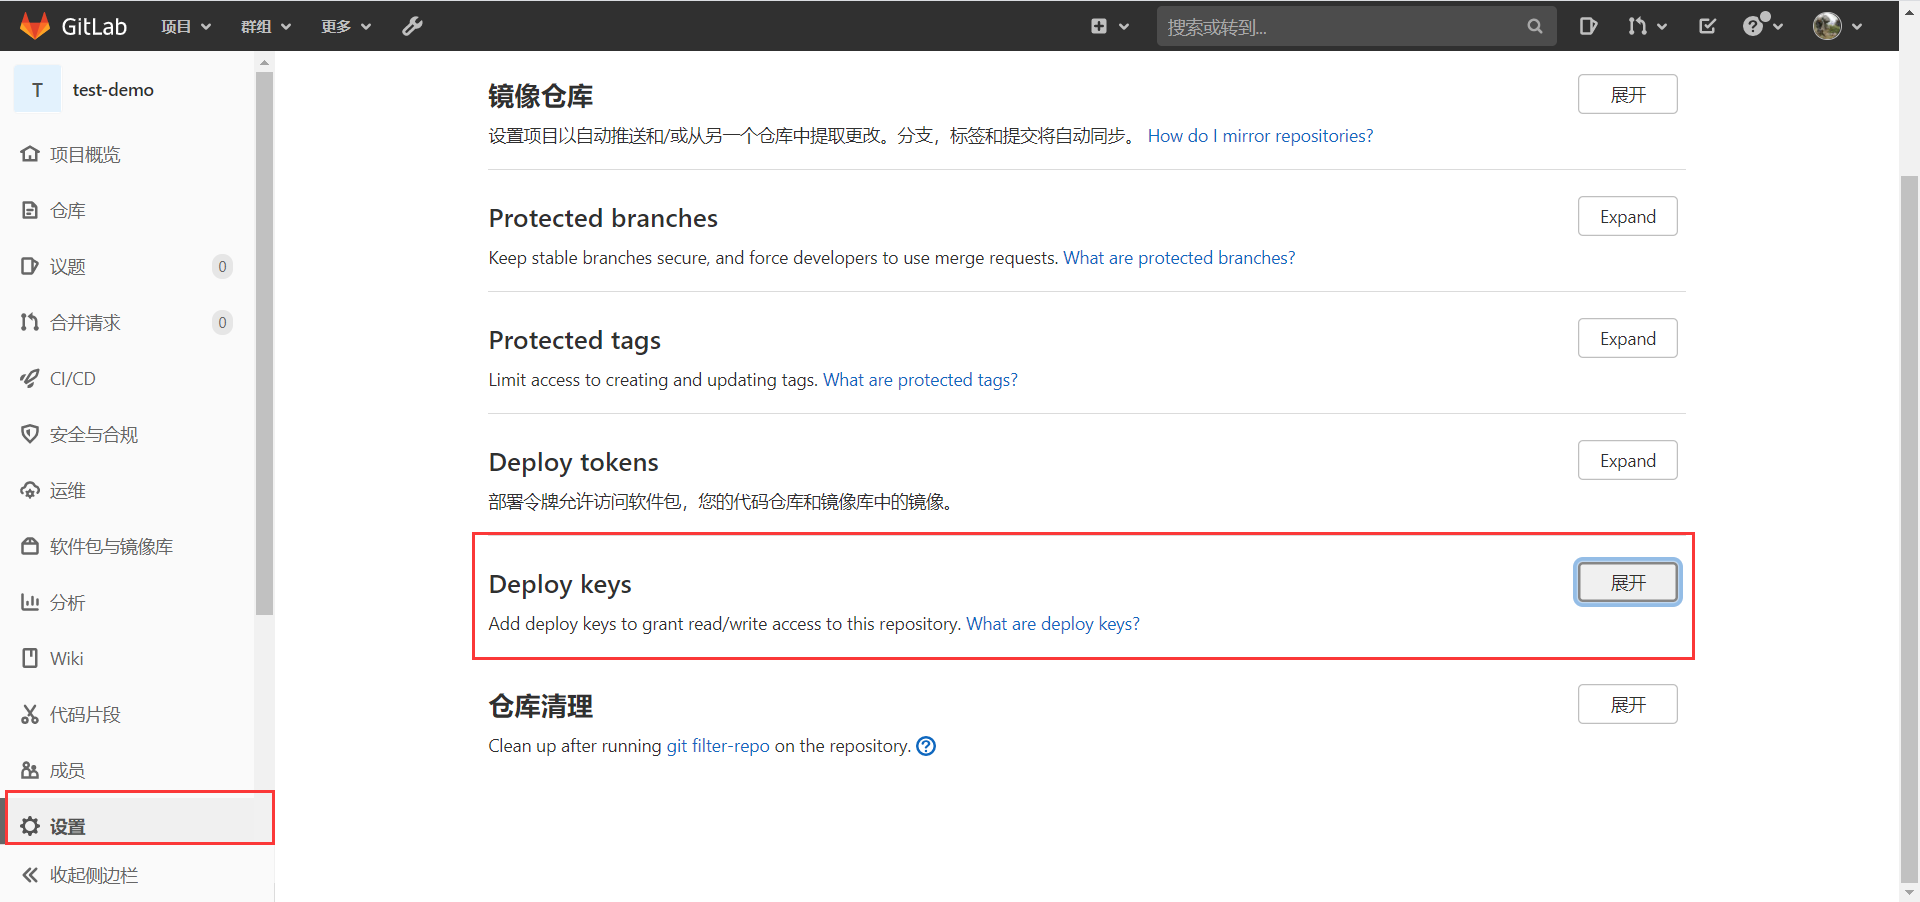 GitLab 项目 群组 更多 搜索或转到...
T test-demo
项目概览
仓库
议题 0
合并请求 0
CI/CD
安全与合规
运维
软件包与镜像库
分析
Wiki
代码片段
成员
设置
收起侧边栏
镜像仓库 展开
设置项目以自动推送和/或从另一个仓库中提取更改。分支，标签和提交将自动同步。 How do I mirror repositories?
Protected branches Expand
Keep stable branches secure, and force developers to use merge requests. What are protected branches?
Protected tags Expand
Limit access to creating and updating tags. What are protected tags?
Deploy tokens Expand
部署令牌允许访问软件包，您的代码仓库和镜像库中的镜像。
Deploy keys 展开
Add deploy keys to grant read/write access to this repository. What are deploy keys?
仓库清理 展开
Clean up after running git filter-repo on the repository.